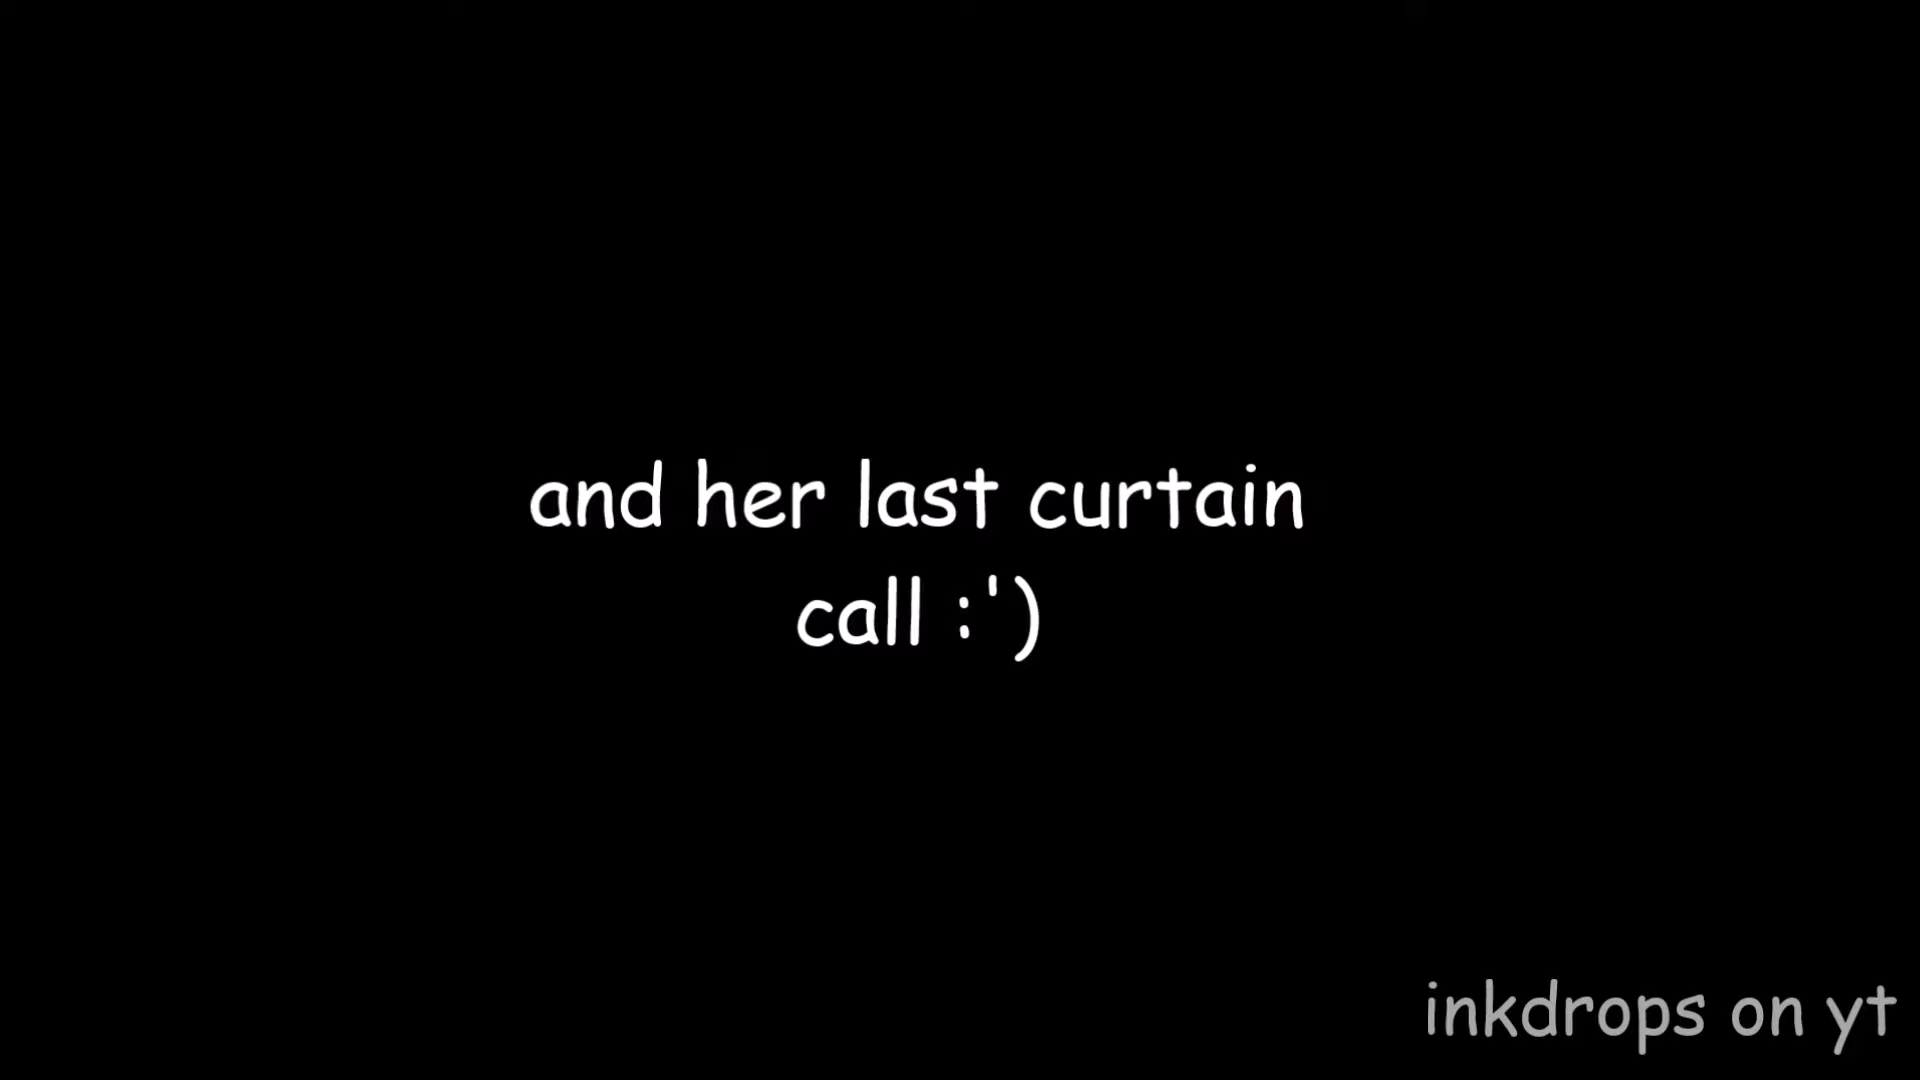 and her last curtain
call :')
inkdrops on yt